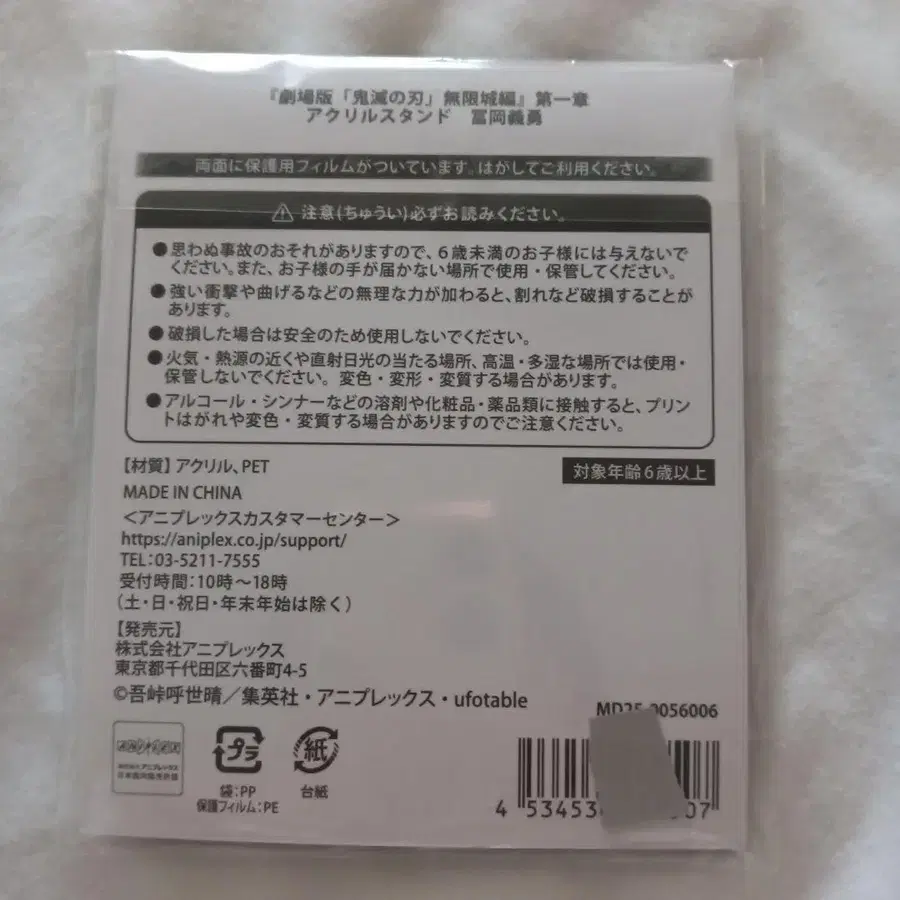 『劇場版「鬼滅の刃」無限城編』第一章
アクリルスタンド 冨岡義勇
両面に保護用フィルムがついています。はがしてご利用ください。
注意(ちゅうい)必ずお読みください。
●思わぬ事故のおそれがありますので、6歳未満のお子様には与えないで
ください。また、お子様の手が届かない場所で使用・保管してください。
●強い衝撃や曲げるなどの無理な力が加わると、割れなど破損することが
あります。
●破損した場合は安全のため使用しないでください。
●火気・熱源の近くや直射日光の当たる場所、高温・多湿な場所では使用・
保管しないでください。変色・変形・変質する場合があります。
●アルコール・シンナーなどの溶剤や化粧品・薬品類に接触すると、プリン
トはがれや変色・変質する場合がありますのでご注意ください。
【材質】アクリル、PET
対象年齢6歳以上
MADE IN CHINA
＜アニプレックスカスタマーセンター＞
https://aniplex.co.jp/support/
TEL:03-5211-7555
受付時間:10時～18時
(土・日・祝日・年末年始は除く)
【発売元】
株式会社アニプレックス
東京都千代田区六番町4-5
©吾峠呼世晴／集英社・アニプレックス・ufotable
MD25-0056006
プラ
紙
袋:PP
保護フィルム:PE
台紙
4 53453 07